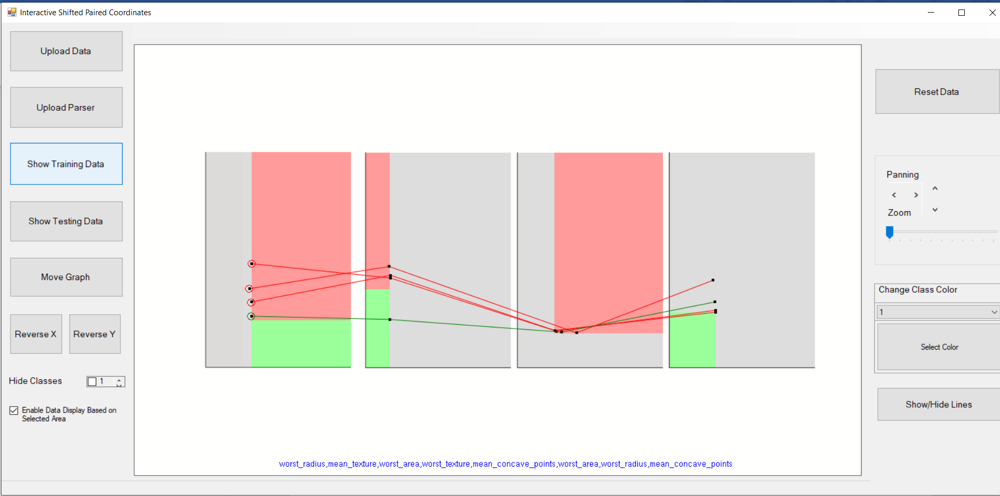 Interactive Shifted Paired Coordinates
Upload Data
Upload Parser
Show Training Data
Show Testing Data
Move Graph
Reverse X
Reverse Y
Hide Classes
1
Enable Data Display Based on
Selected Area
worst_radius,mean_texture,worst_area,worst_texture,mean_concave_points,worst_area,worst_radius,mean_concave_points
Reset Data
Panning
Zoom
Change Class Color
1
Select Color
Show/Hide Lines